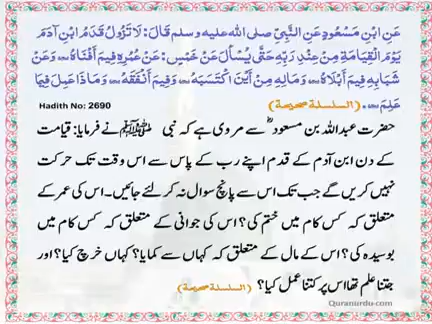 عَنِ ابْنِ مَسْعُودٍ عَنِ النَّبِيِّ صلی اللہ علیہ وسلم قَالَ: لَا تَزُولُ قَدَمُ ابْنِ آدَمَ
يَوْمَ الْقِيَامَةِ مِنْ عِنْدِ رَبِّهِ حَتَّى يُسْأَلَ عَنْ خَمْسٍ: عَنْ عُمُرِهِ فِيمَ أَفْنَاهُ وَعَنْ
شَبَابِهِ فِيمَ أَبْلَاهُ وَمَالِهِ مِنْ أَيْنَ اكْتَسَبَهُ وَفِيمَ أَنْفَقَهُ وَمَاذَا عَمِلَ فِيمَا
عَلِمَ۔ (السلسلة صحيحة) Hadith No: 2690
حضرت عبداللہ بن مسعودؓ سے مروی ہے کہ نبی ﷺ نے فرمایا: قیامت
کے دن ابن آدم کے قدم اپنے رب کے پاس سے اس وقت تک حرکت
نہیں کریں گے جب تک اس سے پانچ سوال نہ کر لئے جائیں۔ اس کی عمر کے
متعلق کہ کس کام میں ختم کی؟ اس کی جوانی کے متعلق کہ کس کام میں
بوسیدہ کی؟ اس کے مال کے متعلق کہ کہاں سے کمایا؟ کہاں خرچ کیا؟ اور
جتنا علم تھا اس پر کتنا عمل کیا؟ (السلسلة صحيحة)
Quranurdu.com